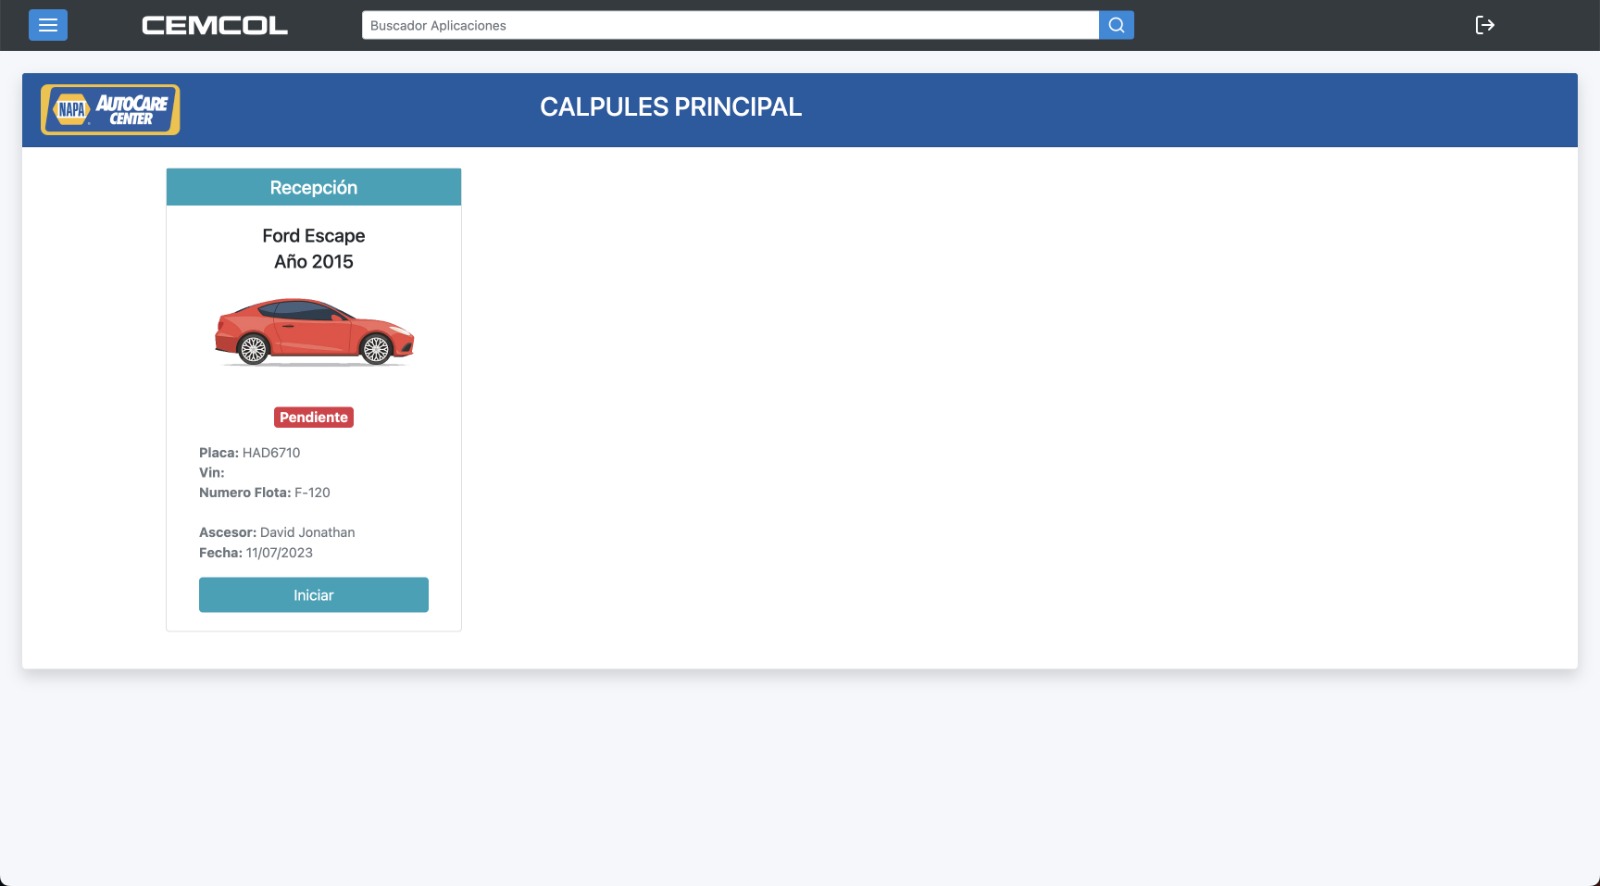 CEMCOL
Buscador Aplicaciones
NAPA AUTOCARE CENTER
CALPULES PRINCIPAL
Recepción
Ford Escape
Año 2015
Pendiente
Placa: HAD6710
Vin:
Numero Flota: F-120
Ascesor: David Jonathan
Fecha: 11/07/2023
Iniciar